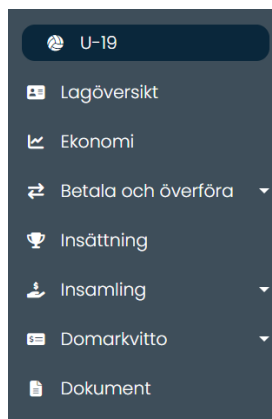 U-19
Lagöversikt
Ekonomi
Betala och överföra
Insättning
Insamling
Domarkvitto
Dokument